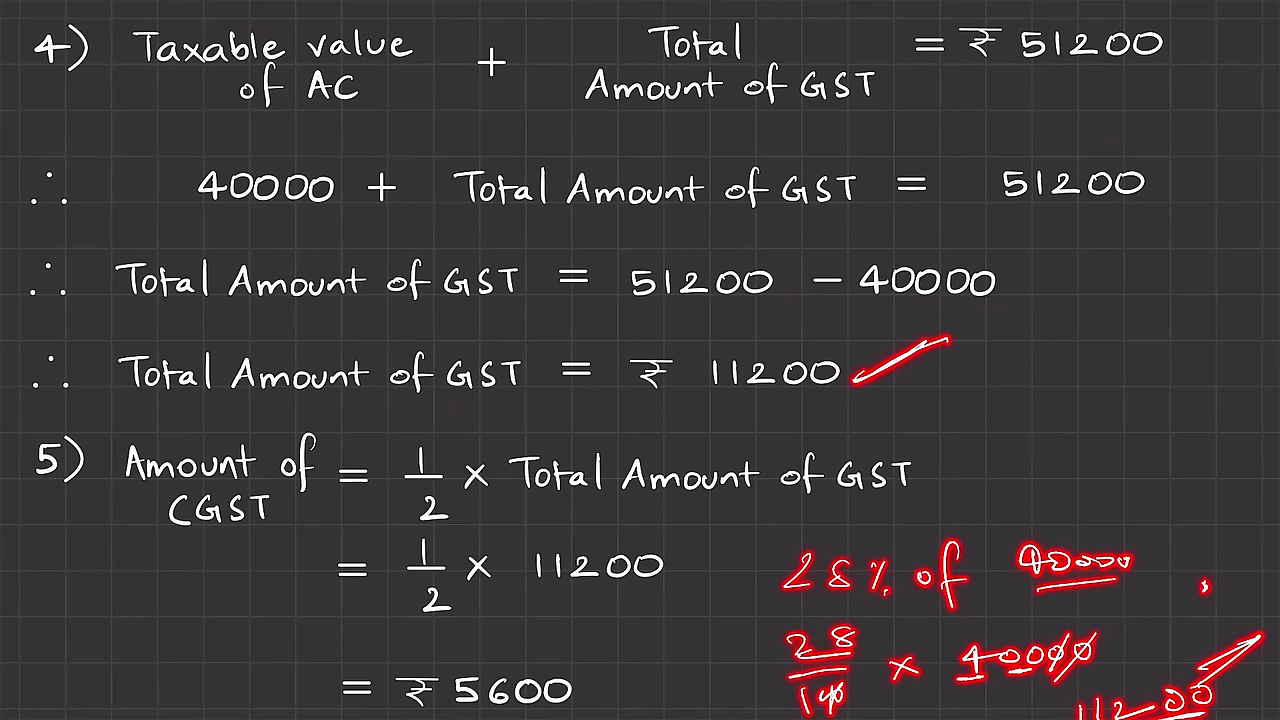 4) Taxable value of AC + Total Amount of GST = ₹ 51200
∴ 40000 + Total Amount of GST = 51200
∴ Total Amount of GST = 51200 - 40000
∴ Total Amount of GST = ₹ 11200
5) Amount of CGST = 1/2 × Total Amount of GST
= 1/2 × 11200
= ₹ 5600
28% of 40000
28/100 × 40000
11200